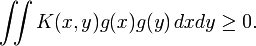 ∬ K(x, y)g(x)g(y) dxdy ≥ 0.